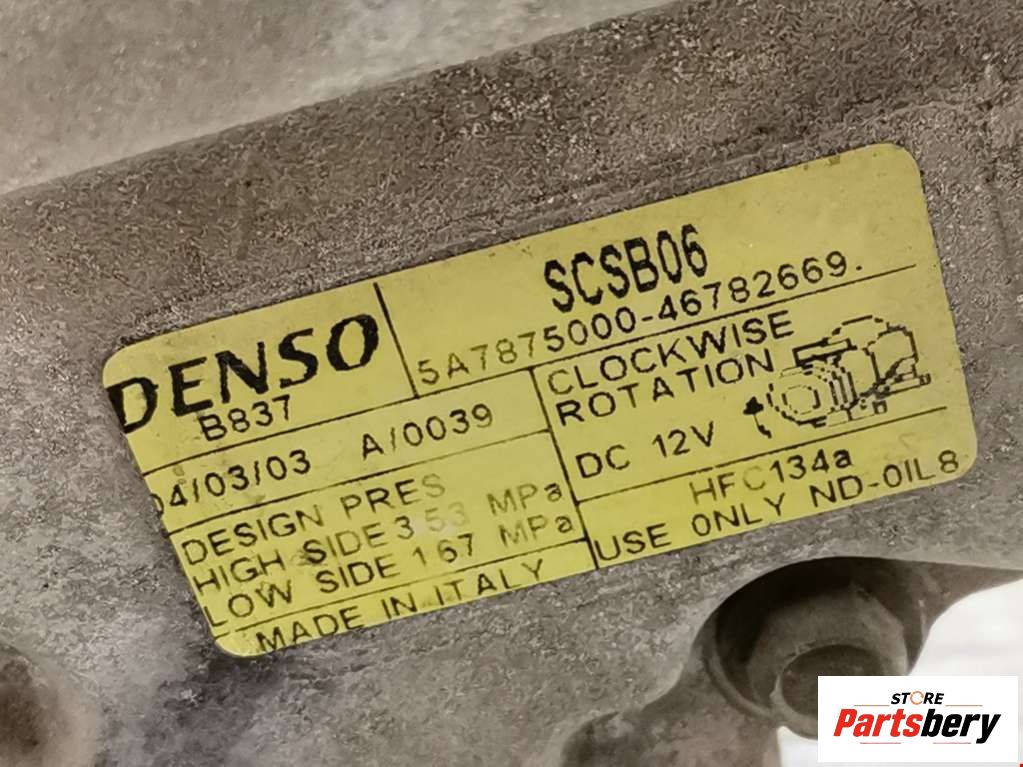 DENSO
B837
SCSB06
5A7875000-46782669.
04/03/03 A/0039
CLOCKWISE
ROTATION
DC 12V
DESIGN PRES
HIGH SIDE 3.53 MPa
LOW SIDE 1.67 MPa
MADE IN ITALY
HFC134a
USE ONLY ND-OIL8
STORE
Partsbery